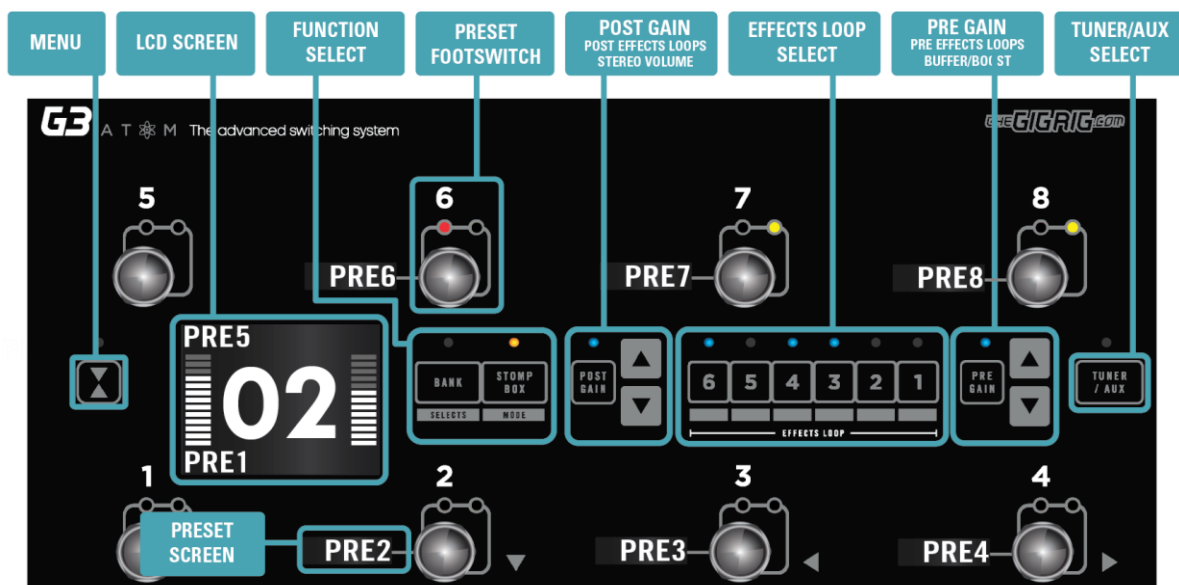 MENU
LCD SCREEN
FUNCTION
SELECT
PRESET
FOOTSWITCH
POST GAIN
POST EFFECTS LOOPS
STEREO VOLUME
EFFECTS LOOP
SELECT
PRE GAIN
PRE EFFECTS LOOPS
BUFFER/BOOST
TUNER/AUX
SELECT
G3 ATOM The advanced switching system
THEGIGRIG.COM
5
6
7
8
PRE6
PRE7
PRE8
PRE5
02
PRE1
BANK
STOMP
BOX
SELECTS
MODE
POST
GAIN
6 5 4 3 2 1
EFFECTS LOOP
PRE
GAIN
TUNER
/ AUX
1
2
3
4
PRESET
SCREEN
PRE2
PRE3
PRE4